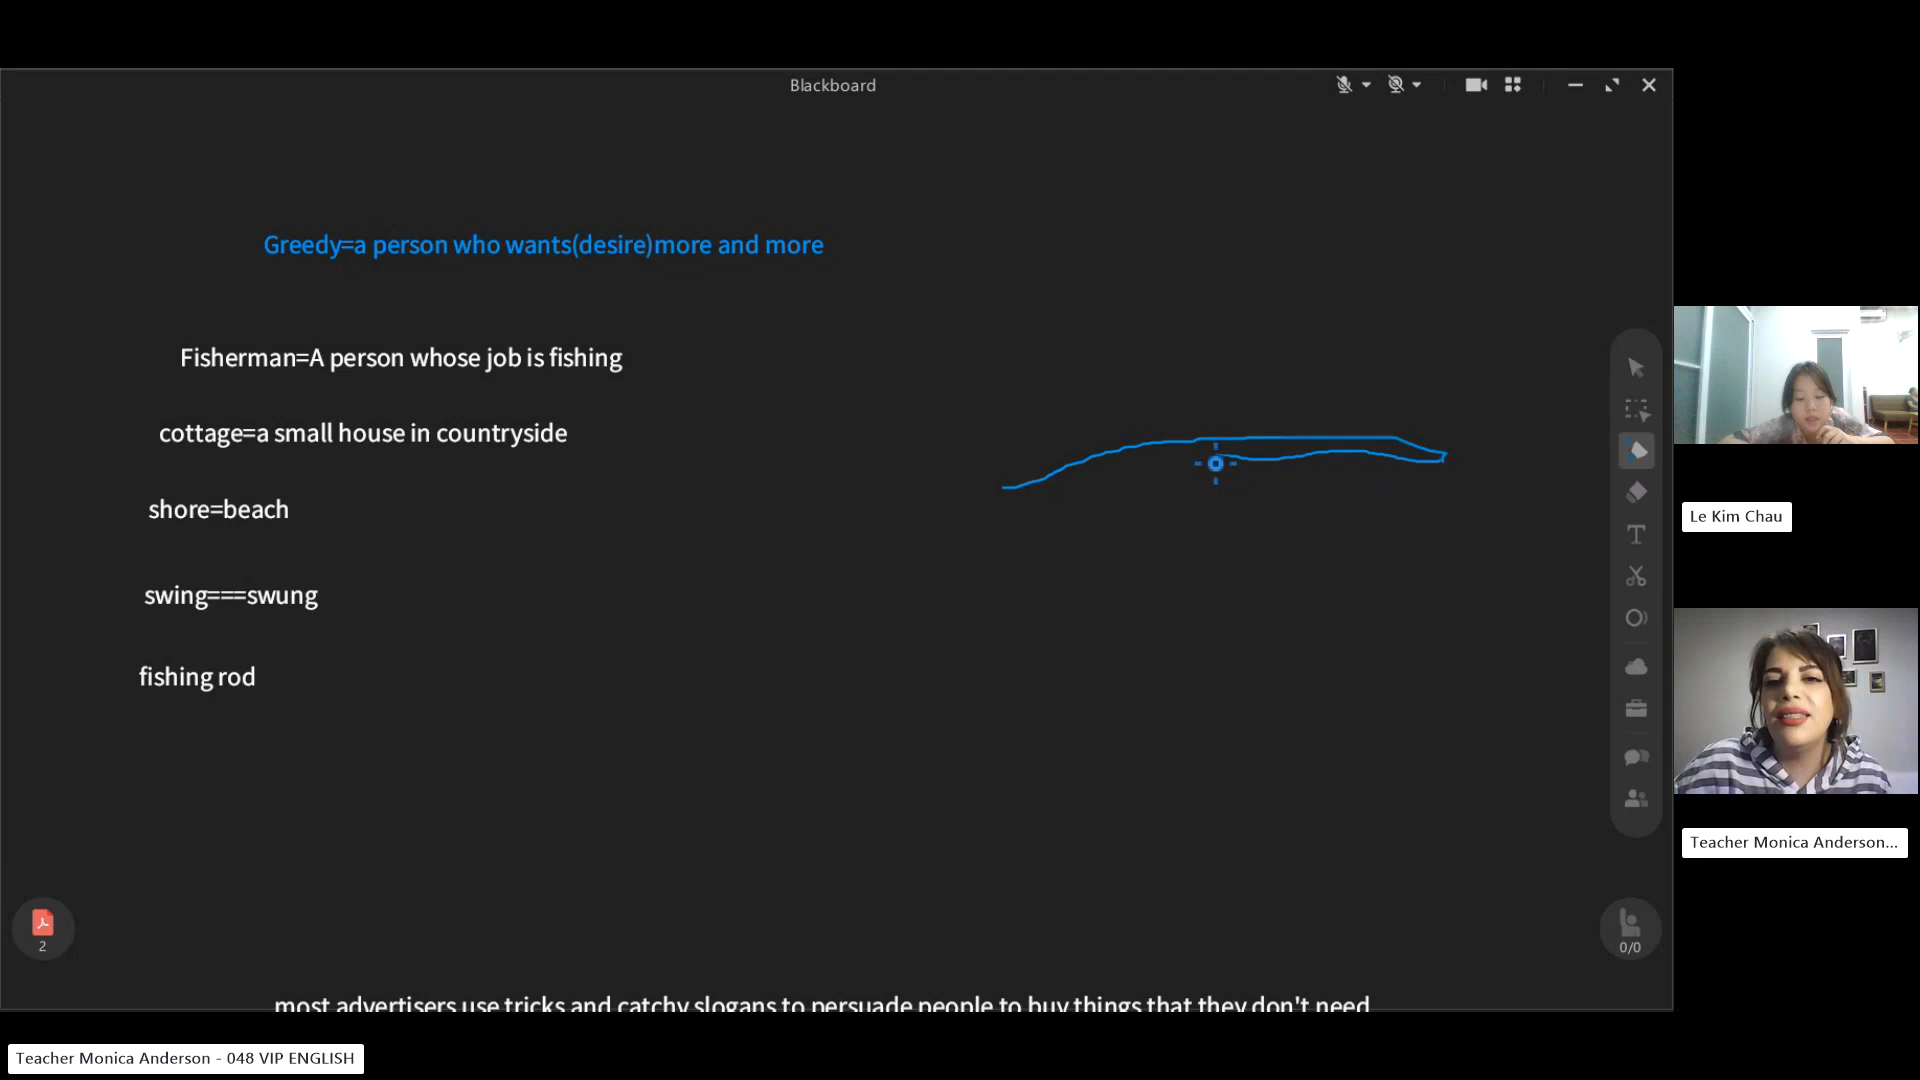 Blackboard
Greedy=a person who wants(desire)more and more
Fisherman=A person whose job is fishing
cottage=a small house in countryside
shore=beach
swing===swung
fishing rod
most advertisers use tricks and catchy slogans to persuade people to buy things that they don't need
2
0/0
Le Kim Chau
Teacher Monica Anderson...
Teacher Monica Anderson - 048 VIP ENGLISH